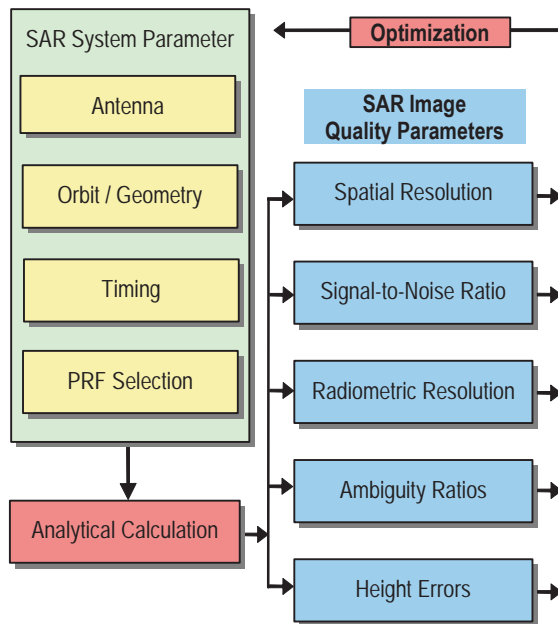 SAR System Parameter
Antenna
Orbit / Geometry
Timing
PRF Selection
Analytical Calculation
Optimization
SAR Image
Quality Parameters
Spatial Resolution
Signal-to-Noise Ratio
Radiometric Resolution
Ambiguity Ratios
Height Errors